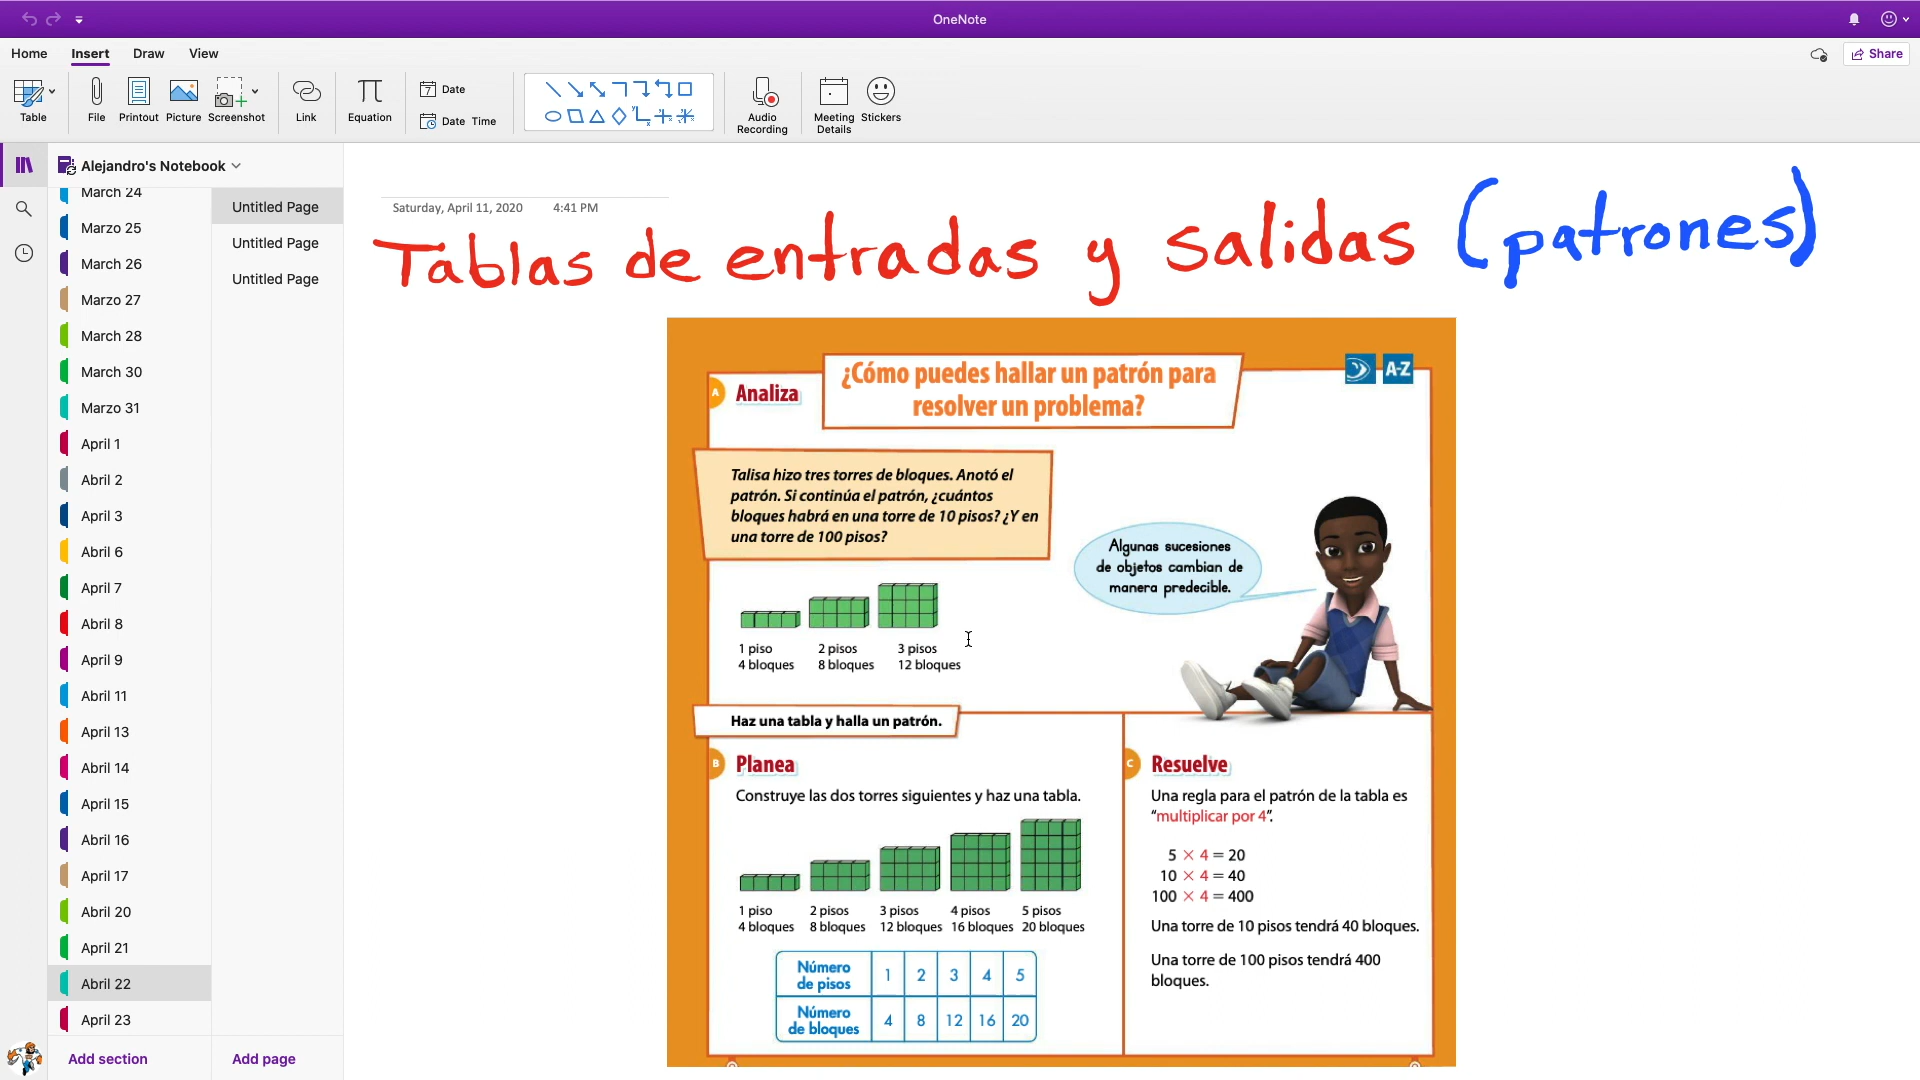 OneNote
Home Insert Draw View
Share
Table File Printout Picture Screenshot Link Equation Date Date Time Audio Recording Meeting Details Stickers
Alejandro's Notebook
March 24
Marzo 25
March 26
Marzo 27
March 28
March 30
Marzo 31
April 1
Abril 2
April 3
Abril 6
April 7
Abril 8
April 9
Abril 11
April 13
Abril 14
April 15
Abril 16
April 17
Abril 20
April 21
Abril 22
April 23
Add section
Untitled Page
Untitled Page
Untitled Page
Add page
Saturday, April 11, 2020 4:41 PM
Tablas de entradas y salidas (patrones)
A Analiza
¿Cómo puedes hallar un patrón para
resolver un problema?
A-Z
Talisa hizo tres torres de bloques. Anotó el
patrón. Si continúa el patrón, ¿cuántos
bloques habrá en una torre de 10 pisos? ¿Y en
una torre de 100 pisos?
Algunas sucesiones
de objetos cambian de
manera predecible.
1 piso 2 pisos 3 pisos
4 bloques 8 bloques 12 bloques
Haz una tabla y halla un patrón.
B Planea
Construye las dos torres siguientes y haz una tabla.
1 piso 2 pisos 3 pisos 4 pisos 5 pisos
4 bloques 8 bloques 12 bloques 16 bloques 20 bloques
Número de pisos 1 2 3 4 5
Número de bloques 4 8 12 16 20
C Resuelve
Una regla para el patrón de la tabla es
“multiplicar por 4”.
5 × 4 = 20
10 × 4 = 40
100 × 4 = 400
Una torre de 10 pisos tendrá 40 bloques.
Una torre de 100 pisos tendrá 400
bloques.